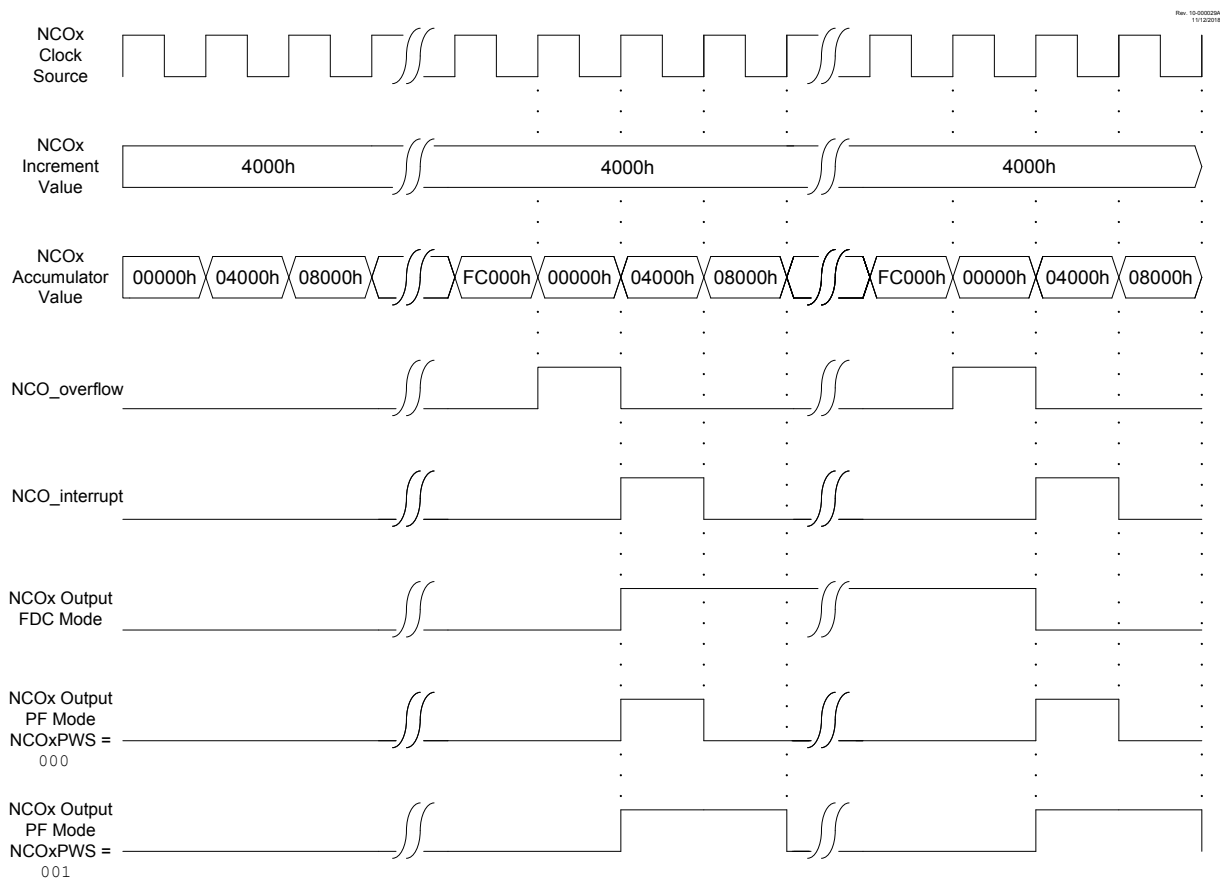 Rev. 10-000029A
11/12/2018
NCOx
Clock
Source
NCOx
Increment
Value
4000h
4000h
4000h
NCOx
Accumulator
Value
00000h
04000h
08000h
FC000h
00000h
04000h
08000h
FC000h
00000h
04000h
08000h
NCO_overflow
NCO_interrupt
NCOx Output
FDC Mode
NCOx Output
PF Mode
NCOxPWS =
000
NCOx Output
PF Mode
NCOxPWS =
001